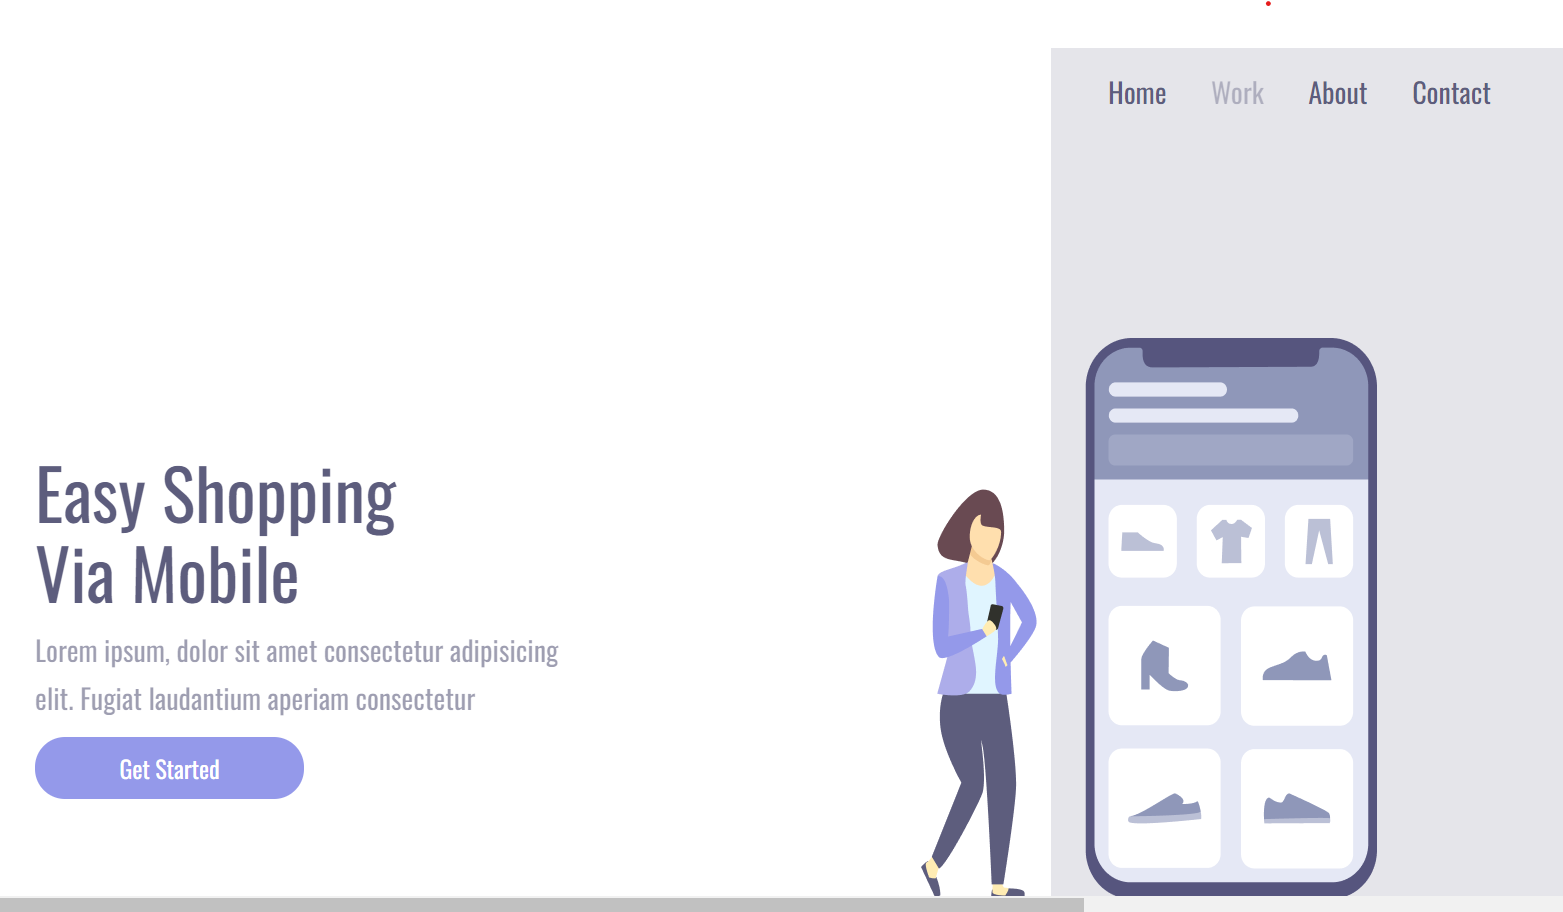 Home Work About Contact
Easy Shopping
Via Mobile
Lorem ipsum, dolor sit amet consectetur adipisicing
elit. Fugiat laudantium aperiam consectetur
Get Started